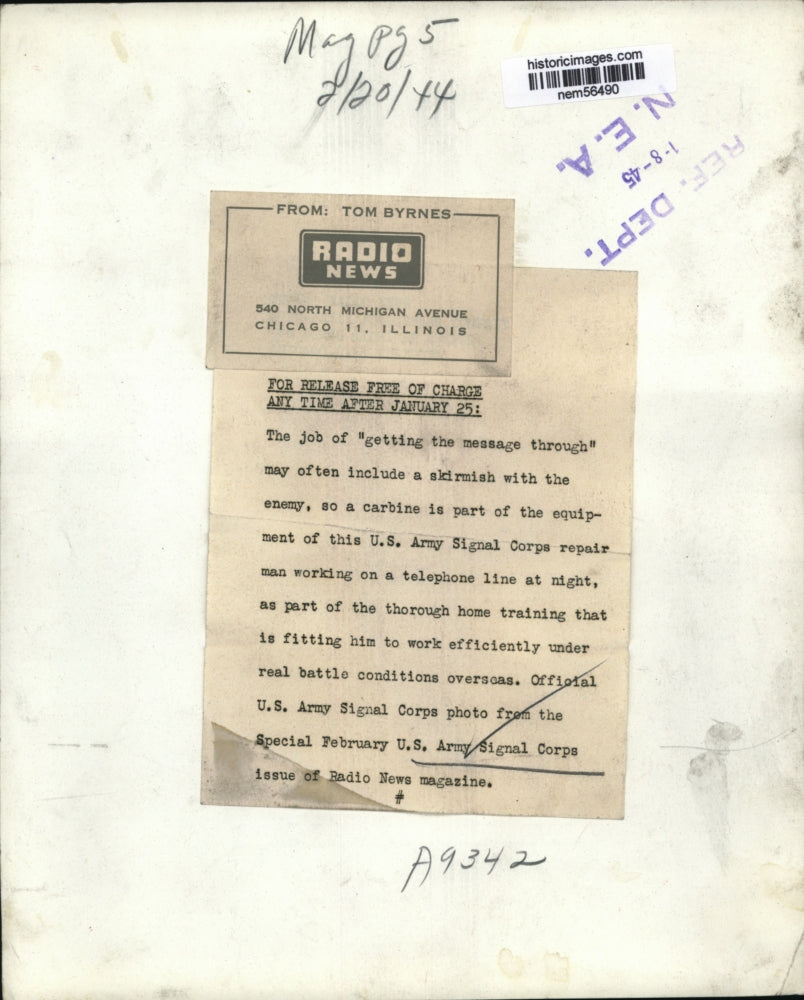 Mag pg 5
2/20/44
historicimages.com
nem56490
N.E.A.
1-8-45
REF. DEPT.
FROM: TOM BYRNES
RADIO
NEWS
540 NORTH MICHIGAN AVENUE
CHICAGO 11, ILLINOIS
FOR RELEASE FREE OF CHARGE
ANY TIME AFTER JANUARY 25:
The job of "getting the message through"
may often include a skirmish with the
enemy, so a carbine is part of the equip-
ment of this U.S. Army Signal Corps repair
man working on a telephone line at night,
as part of the thorough home training that
is fitting him to work efficiently under
real battle conditions overseas. Official
U.S. Army Signal Corps photo from the
Special February U.S. Army Signal Corps
issue of Radio News magazine.
#
A9342